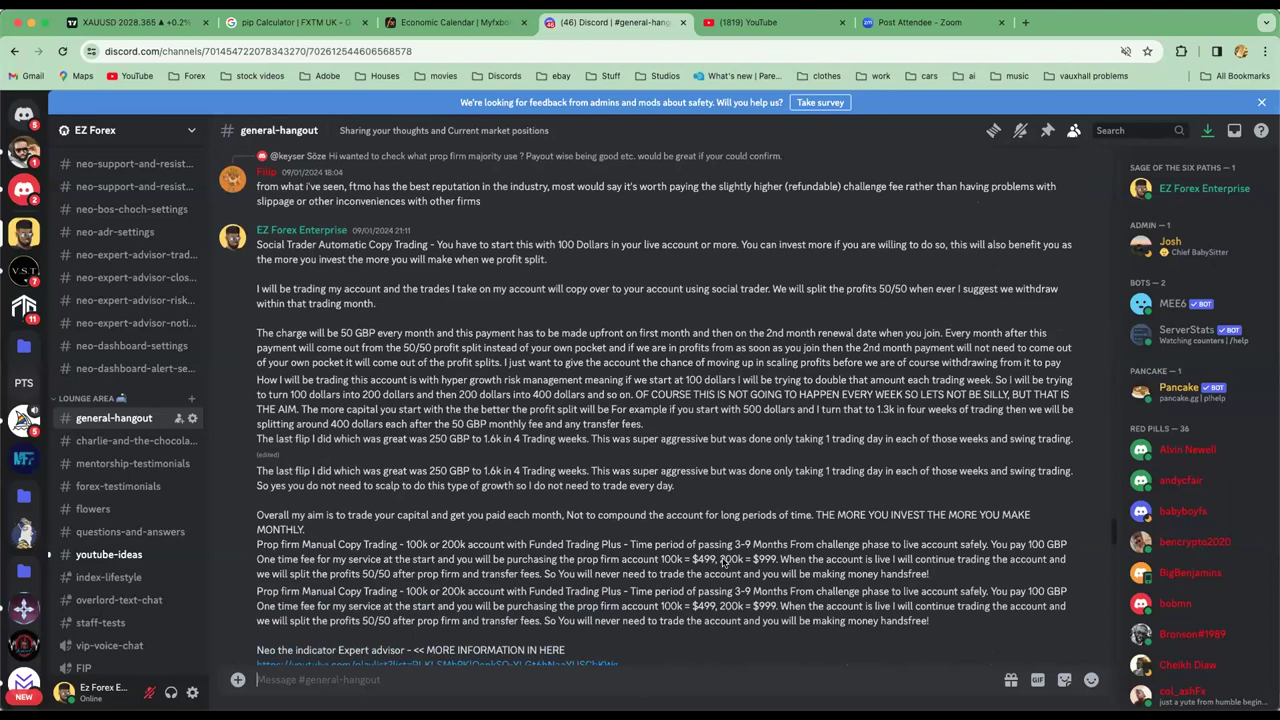 XAUUSD 2028.365 ▲ +0.2%
pip Calculator | FXTM UK - G
Economic Calendar | Myfxbo
(46) Discord | #general-hang
(1819) YouTube
Post Attendee - Zoom
discord.com/channels/701454722078343270/702612544606568578
Gmail
Maps
YouTube
Forex
stock videos
Adobe
Houses
movies
Discords
ebay
Stuff
Studios
What's new | Pare...
clothes
work
cars
ai
music
vauxhall problems
All Bookmarks
We're looking for feedback from admins and mods about safety. Will you help us?
Take survey
EZ Forex
# general-hangout
Sharing your thoughts and Current market positions
Search
5
2
7
11
PTS
5
NEW
neo-support-and-resist...
neo-support-and-resist...
neo-bos-choch-settings
neo-adr-settings
neo-expert-advisor-trad...
neo-expert-advisor-clos...
neo-expert-advisor-risk...
neo-expert-advisor-noti...
neo-dashboard-settings
neo-dashboard-alert-se...
LOUNGE AREA
general-hangout
charlie-and-the-chocola...
mentorship-testimonials
forex-testimonials
flowers
questions-and-answers
youtube-ideas
index-lifestyle
overlord-text-chat
staff-tests
vip-voice-chat
FIP
Ez Forex E...
Online
@keyser Söze Hi wanted to check what prop firm majority use ? Payout wise being good etc. would be great if your could confirm.
Filip 09/01/2024 18:04
from what i've seen, ftmo has the best reputation in the industry, most would say it's worth paying the slightly higher (refundable) challenge fee rather than having problems with
slippage or other inconveniences with other firms
EZ Forex Enterprise 09/01/2024 21:11
Social Trader Automatic Copy Trading - You have to start this with 100 Dollars in your live account or more. You can invest more if you are willing to do so, this will also benefit you as
the more you invest the more you will make when we profit split.
I will be trading my account and the trades I take on my account will copy over to your account using social trader. We will split the profits 50/50 when ever I suggest we withdraw
within that trading month.
The charge will be 50 GBP every month and this payment has to be made upfront on first month and then on the 2nd month renewal date when you join. Every month after this
payment will come out from the 50/50 profit split instead of your own pocket and if we are in profits from as soon as you join then the 2nd month payment will not need to come out
of your own pocket it will come out of the profit splits. I just want to give the account the chance of moving up in scaling profits before we are of course withdrawing from it to pay
How I will be trading this account is with hyper growth risk management meaning if we start at 100 dollars I will be trying to double that amount each trading week. So I will be trying
to turn 100 dollars into 200 dollars and then 200 dollars into 400 dollars and so on. OF COURSE THIS IS NOT GOING TO HAPPEN EVERY WEEK SO LETS NOT BE SILLY, BUT THAT IS
THE AIM. The more capital you start with the the better the profit split will be For example if you start with 500 dollars and I turn that to 1.3k in four weeks of trading then we will be
splitting around 400 dollars each after the 50 GBP monthly fee and any transfer fees.
The last flip I did which was great was 250 GBP to 1.6k in 4 Trading weeks. This was super aggressive but was done only taking 1 trading day in each of those weeks and swing trading.
(edited)
The last flip I did which was great was 250 GBP to 1.6k in 4 Trading weeks. This was super aggressive but was done only taking 1 trading day in each of those weeks and swing trading.
So yes you do not need to scalp to do this type of growth so I do not need to trade every day.
Overall my aim is to trade your capital and get you paid each month, Not to compound the account for long periods of time. THE MORE YOU INVEST THE MORE YOU MAKE
MONTHLY.
Prop firm Manual Copy Trading - 100k or 200k account with Funded Trading Plus - Time period of passing 3-9 Months From challenge phase to live account safely. You pay 100 GBP
One time fee for my service at the start and you will be purchasing the prop firm account 100k = $499, 200k = $999. When the account is live I will continue trading the account and
we will split the profits 50/50 after prop firm and transfer fees. So You will never need to trade the account and you will be making money handsfree!
Prop firm Manual Copy Trading - 100k or 200k account with Funded Trading Plus - Time period of passing 3-9 Months From challenge phase to live account safely. You pay 100 GBP
One time fee for my service at the start and you will be purchasing the prop firm account 100k = $499, 200k = $999. When the account is live I will continue trading the account and
we will split the profits 50/50 after prop firm and transfer fees. So You will never need to trade the account and you will be making money handsfree!
Neo the indicator Expert advisor - << MORE INFORMATION IN HERE
Message #general-hangout
GIF
SAGE OF THE SIX PATHS — 1
EZ Forex Enterprise
ADMIN — 1
Josh
Chief BabySitter
BOTS — 2
MEE6 ✓ BOT
ServerStats ✓ BOT
Watching counters | /help
PANCAKE — 1
Pancake ✓ BOT
pancake.gg | p!help
RED PILLS — 36
Alvin Newell
andycfair
babyboyfx
bencrypto2020
BigBenjamins
bobmn
Bronson#1989
Cheikh Diaw
col_ashFx
just a yute from humble begin...